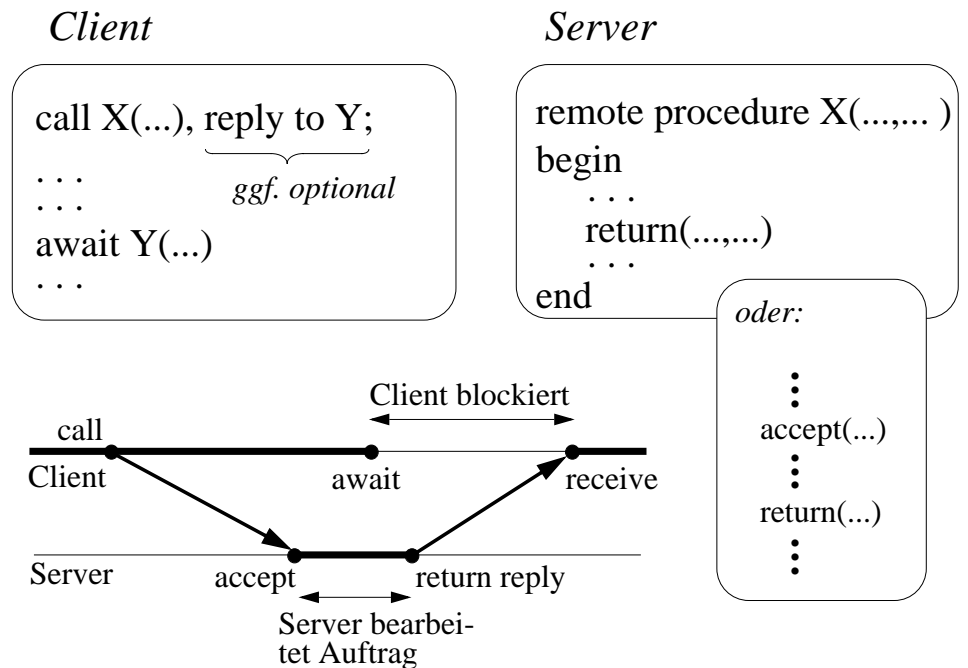 Client
call X(...), reply to Y;
ggf. optional
. . .
. . .
await Y(...)
. . .
Server
remote procedure X(...,... )
begin
. . .
return(...,...)
. . .
end
oder:
accept(...)
return(...)
Client blockiert
call
Client
await
receive
Server
accept
return reply
Server bearbei-
tet Auftrag